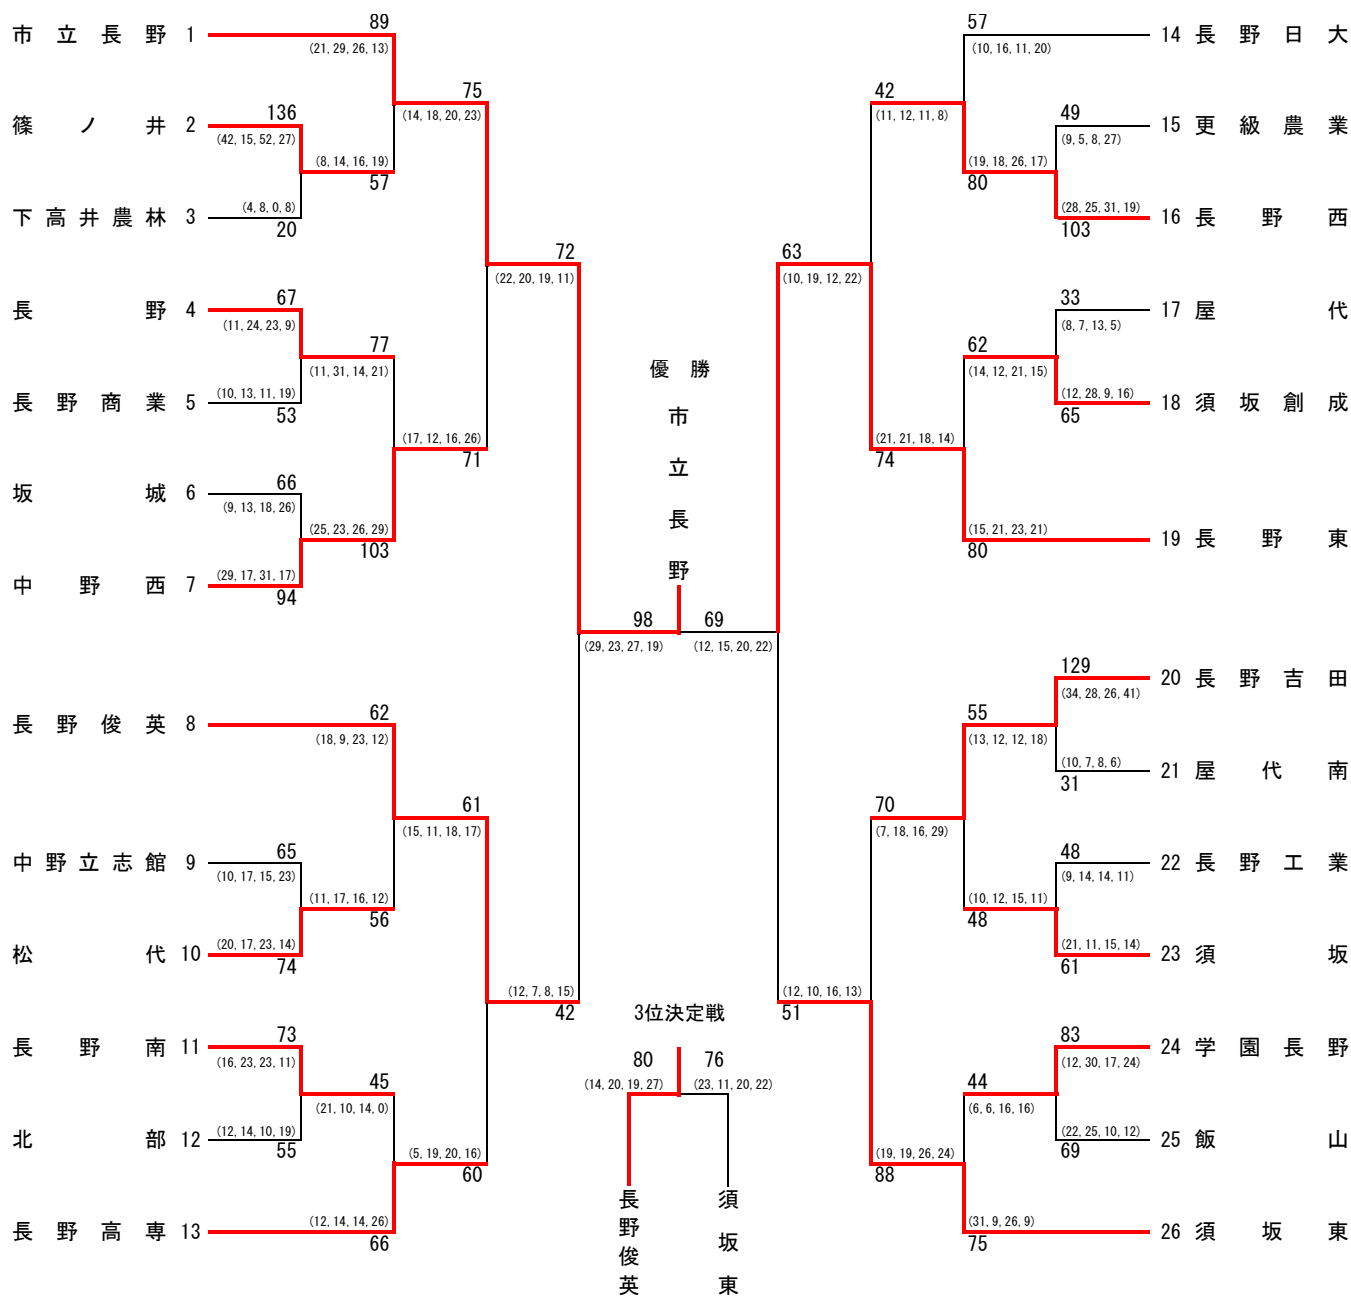 市立長野 1
89
(21, 29, 26, 13)
75
(14, 18, 20, 23)
篠ノ井 2
136
(42, 15, 52, 27)
(8, 14, 16, 19)
57
下高井農林 3
(4, 8, 0, 8)
20
72
(22, 20, 19, 11)
長野 4
67
(11, 24, 23, 9)
77
(11, 31, 14, 21)
長野商業 5
(10, 13, 11, 19)
53
(17, 12, 16, 26)
71
坂城 6
66
(9, 13, 18, 26)
(25, 23, 26, 29)
103
中野西 7
(29, 17, 31, 17)
94
長野俊英 8
62
(18, 9, 23, 12)
61
(15, 11, 18, 17)
中野立志館 9
65
(10, 17, 15, 23)
(11, 17, 16, 12)
56
松代 10
(20, 17, 23, 14)
74
(12, 7, 8, 15)
42
長野南 11
73
(16, 23, 23, 11)
45
(21, 10, 14, 0)
北部 12
(12, 14, 10, 19)
55
(5, 19, 20, 16)
60
長野高専 13
(12, 14, 14, 26)
66
優勝
市立長野
98
(29, 23, 27, 19)
69
(12, 15, 20, 22)
3位決定戦
80
(14, 20, 19, 27)
76
(23, 11, 20, 22)
長野俊英
須坂東
57
(10, 16, 11, 20)
14 長野日大
42
(11, 12, 11, 8)
49
(9, 5, 8, 27)
15 更級農業
(19, 18, 26, 17)
80
(28, 25, 31, 19)
103
16 長野西
63
(10, 19, 12, 22)
33
(8, 7, 13, 5)
17 屋代
62
(14, 12, 21, 15)
(12, 28, 9, 16)
65
18 須坂創成
(21, 21, 18, 14)
74
(15, 21, 23, 21)
80
19 長野東
129
(34, 28, 26, 41)
20 長野吉田
55
(13, 12, 12, 18)
(10, 7, 8, 6)
31
21 屋代南
70
(7, 18, 16, 29)
48
(9, 14, 14, 11)
22 長野工業
(10, 12, 15, 11)
48
(21, 11, 15, 14)
61
23 須坂
(12, 10, 16, 13)
51
83
(12, 30, 17, 24)
24 学園長野
44
(6, 6, 16, 16)
(22, 25, 10, 12)
69
25 飯山
(19, 19, 26, 24)
88
(31, 9, 26, 9)
75
26 須坂東